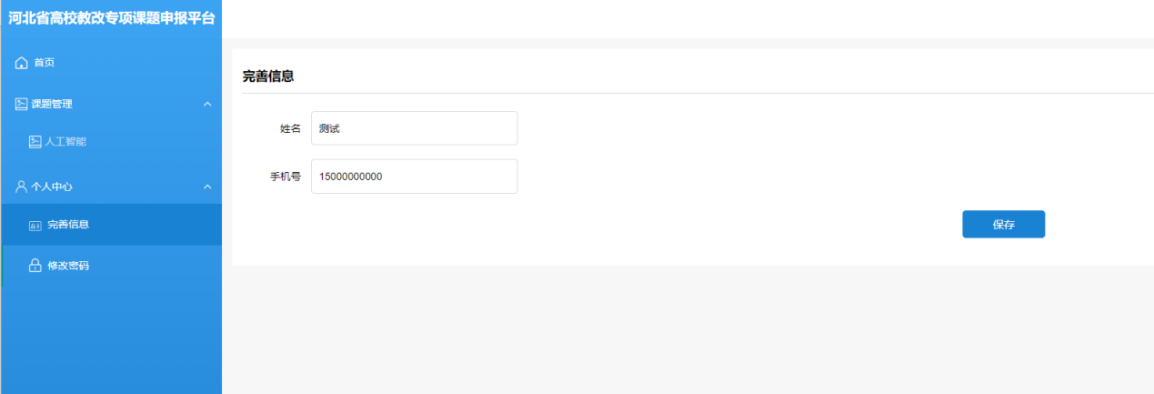 河北省高校教改专项课题申报平台
首页
课题管理
人工智能
个人中心
完善信息
修改密码
完善信息
姓名 测试
手机号 15000000000
保存